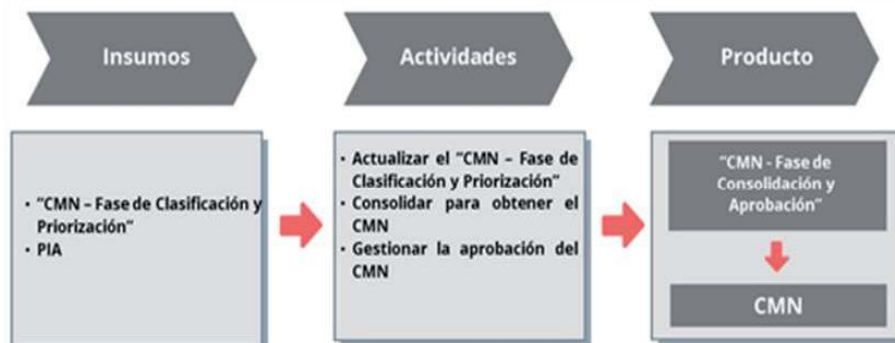 Insumos
Actividades
Producto
• "CMN – Fase de Clasificación y
Priorización"
• PIA
• Actualizar el "CMN – Fase de
Clasificación y Priorización"
• Consolidar para obtener el
CMN
• Gestionar la aprobación del
CMN
"CMN - Fase de
Consolidación y
Aprobación"
CMN